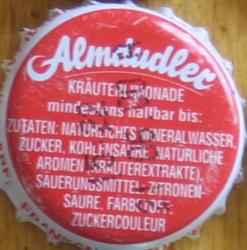 Almdudler
KRÄUTERLIMONADE
mindestens haltbar bis:
ZUTATEN: NATÜRLICHES MINERALWASSER,
ZUCKER, KOHLENSÄURE, NATÜRLICHE
AROMEN (KRÄUTEREXTRAKTE),
SÄUERUNGSMITTEL: ZITRONEN-
SÄURE, FARBSTOFF:
ZUCKERCOULEUR